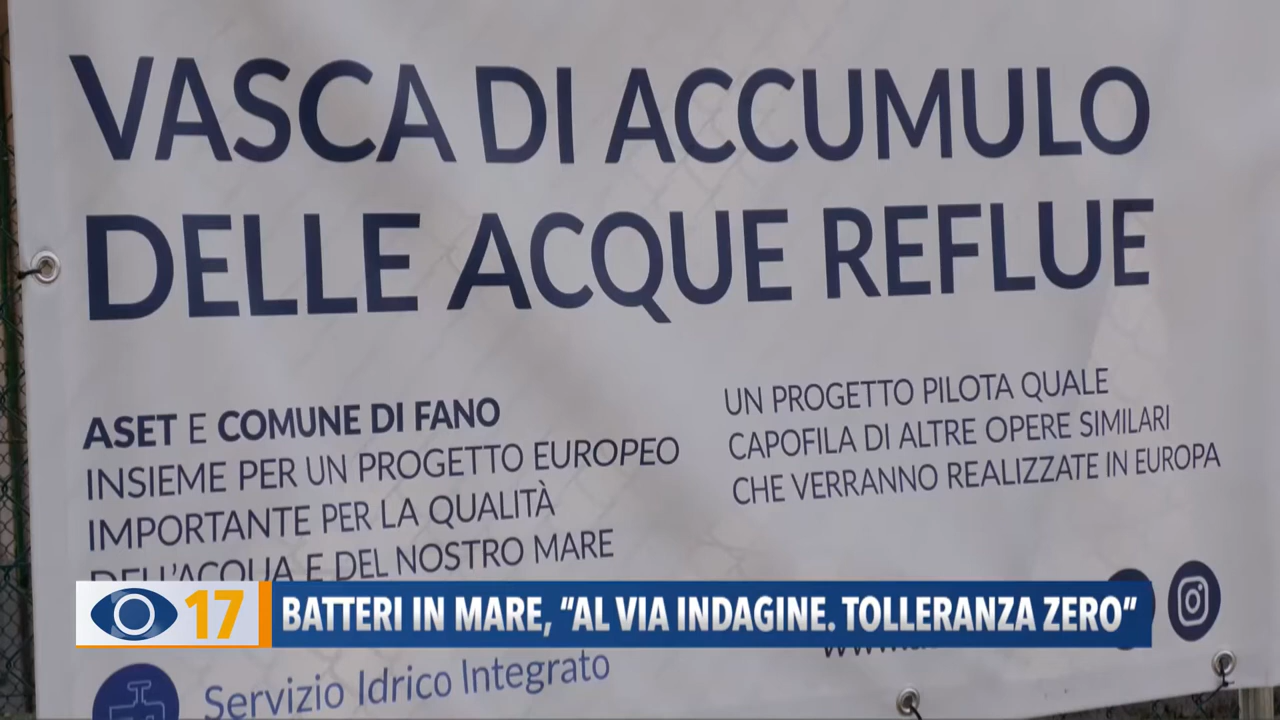 VASCA DI ACCUMULO
DELLE ACQUE REFLUE
ASET E COMUNE DI FANO
INSIEME PER UN PROGETTO EUROPEO
IMPORTANTE PER LA QUALITÀ
DELL'ACQUA E DEL NOSTRO MARE
UN PROGETTO PILOTA QUALE
CAPOFILA DI ALTRE OPERE SIMILARI
CHE VERRANNO REALIZZATE IN EUROPA
17
BATTERI IN MARE, “AL VIA INDAGINE. TOLLERANZA ZERO”
Servizio Idrico Integrato